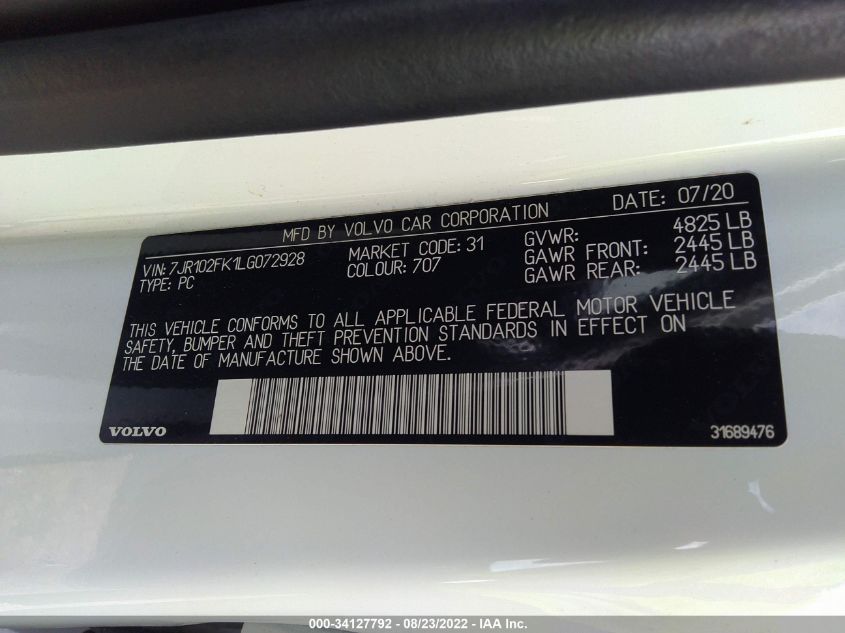 MFD BY VOLVO CAR CORPORATION DATE: 07/20
VIN: 7JR102FK1LG072928 MARKET CODE: 31 GVWR: 4825 LB
TYPE: PC COLOUR: 707 GAWR FRONT: 2445 LB
GAWR REAR: 2445 LB
THIS VEHICLE CONFORMS TO ALL APPLICABLE FEDERAL MOTOR VEHICLE
SAFETY, BUMPER AND THEFT PREVENTION STANDARDS IN EFFECT ON
THE DATE OF MANUFACTURE SHOWN ABOVE.
VOLVO 31689476
000-34127792 - 08/23/2022 - IAA Inc.